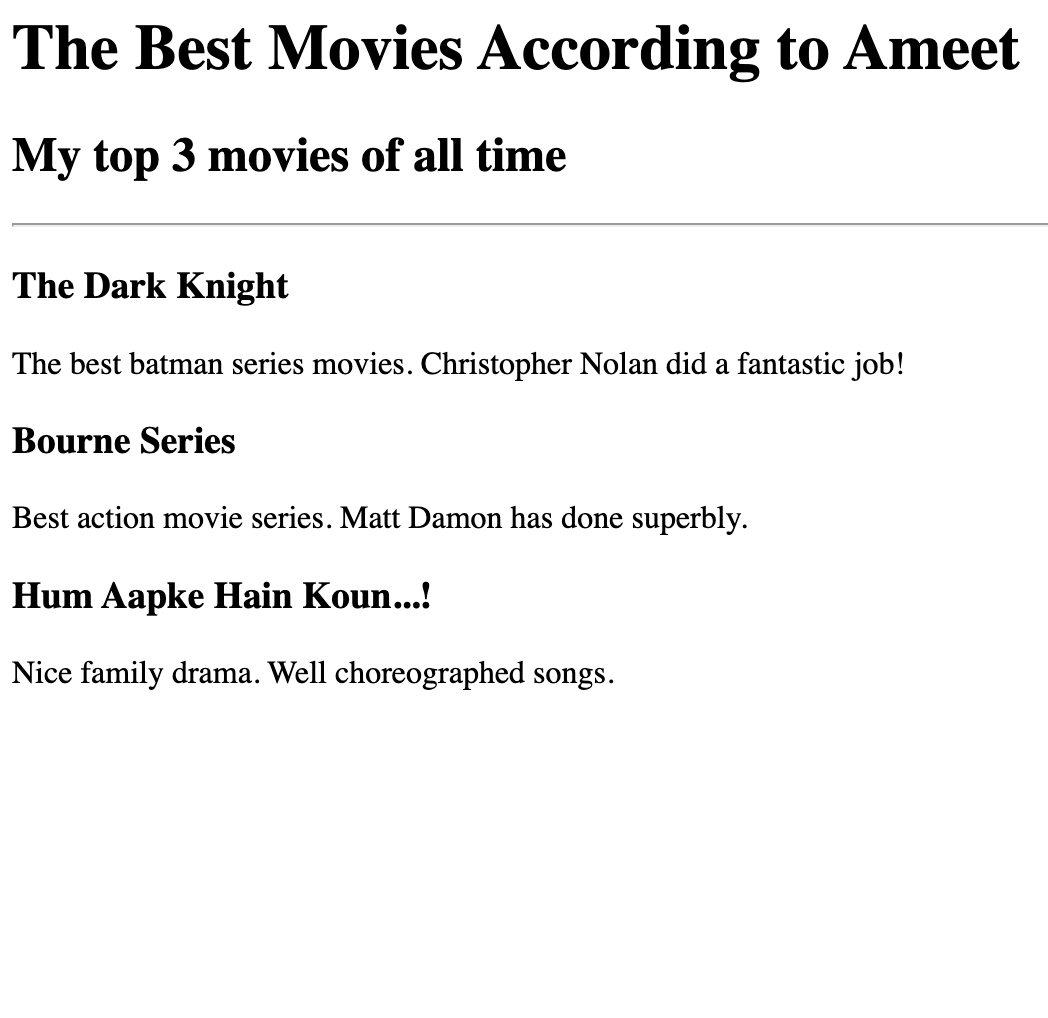 The Best Movies According to Ameet
My top 3 movies of all time
The Dark Knight
The best batman series movies. Christopher Nolan did a fantastic job!
Bourne Series
Best action movie series. Matt Damon has done superbly.
Hum Aapke Hain Koun...!
Nice family drama. Well choreographed songs.